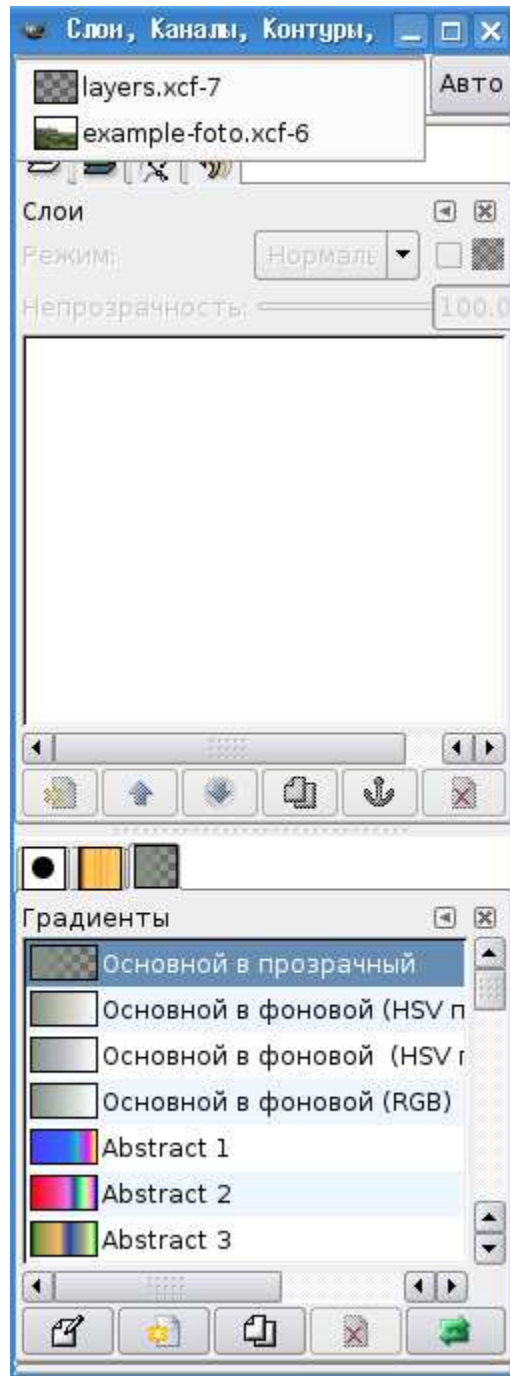 Слои, Каналы, Контуры,
layers.xcf-7
Авто
example-foto.xcf-6
Слои
Режим:
Нормаль
Непрозрачность:
100.0
Градиенты
Основной в прозрачный
Основной в фоновой (HSV п
Основной в фоновой (HSV п
Основной в фоновой (RGB)
Abstract 1
Abstract 2
Abstract 3